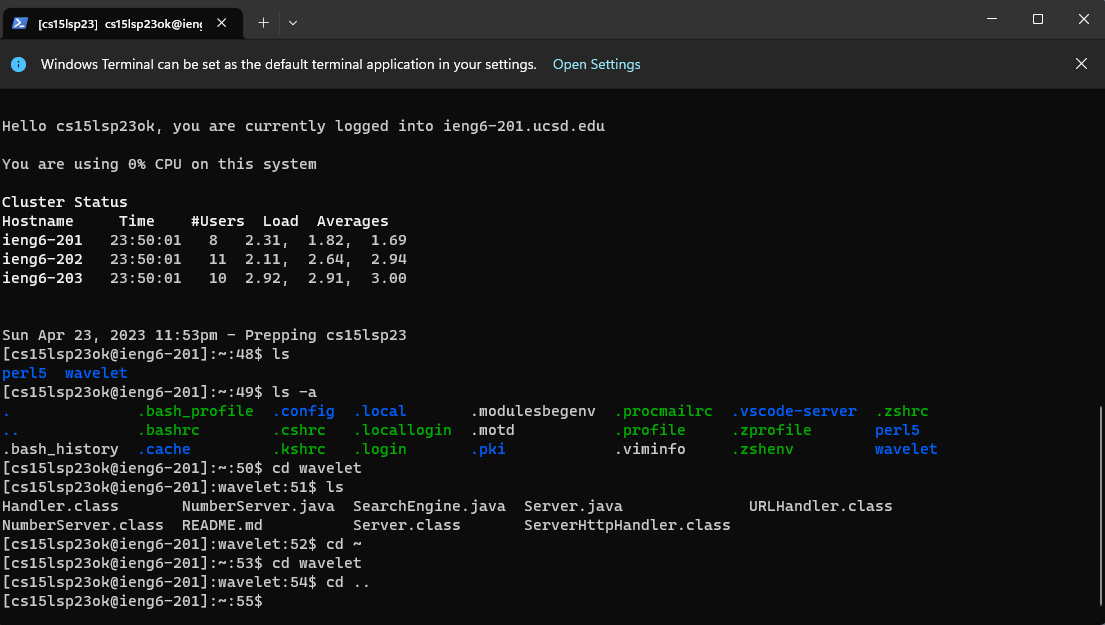 [cs15lsp23] cs15lsp23ok@ieng
Windows Terminal can be set as the default terminal application in your settings. Open Settings
Hello cs15lsp23ok, you are currently logged into ieng6-201.ucsd.edu
You are using 0% CPU on this system
Cluster Status
Hostname     Time    #Users  Load  Averages
ieng6-201   23:50:01   8   2.31,  1.82,  1.69
ieng6-202   23:50:01   11  2.11,  2.64,  2.94
ieng6-203   23:50:01   10  2.92,  2.91,  3.00
Sun Apr 23, 2023 11:53pm - Prepping cs15lsp23
[cs15lsp23ok@ieng6-201]:~:48$ ls
perl5  wavelet
[cs15lsp23ok@ieng6-201]:~:49$ ls -a
.              .bash_profile  .config  .local       .modulesbegenv  .procmailrc  .vscode-server  .zshrc
..             .bashrc        .cshrc   .locallogin  .motd           .profile     .zprofile       perl5
.bash_history  .cache         .kshrc   .login       .pki            .viminfo     .zshenv         wavelet
[cs15lsp23ok@ieng6-201]:~:50$ cd wavelet
[cs15lsp23ok@ieng6-201]:wavelet:51$ ls
Handler.class       NumberServer.java  SearchEngine.java  Server.java              URLHandler.class
NumberServer.class  README.md          Server.class       ServerHttpHandler.class
[cs15lsp23ok@ieng6-201]:wavelet:52$ cd ~
[cs15lsp23ok@ieng6-201]:~:53$ cd wavelet
[cs15lsp23ok@ieng6-201]:wavelet:54$ cd ..
[cs15lsp23ok@ieng6-201]:~:55$